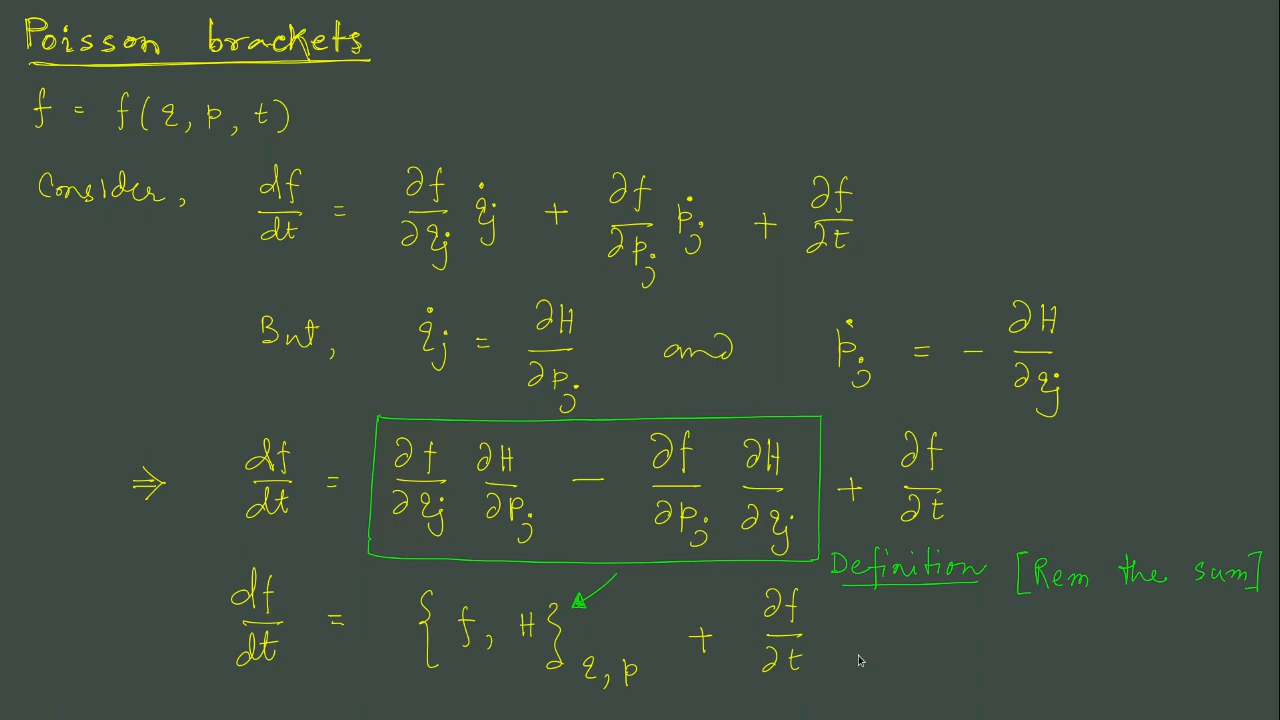 Poisson brackets
f = f(q, p, t)
Consider, df/dt = ∂f/∂qj q̇j + ∂f/∂pj ṗj + ∂f/∂t
But, q̇j = ∂H/∂pj and ṗj = - ∂H/∂qj
⇒ df/dt = ∂f/∂qj ∂H/∂pj - ∂f/∂pj ∂H/∂qj + ∂f/∂t
Definition [Rem the sum]
df/dt = {f, H}q,p + ∂f/∂t